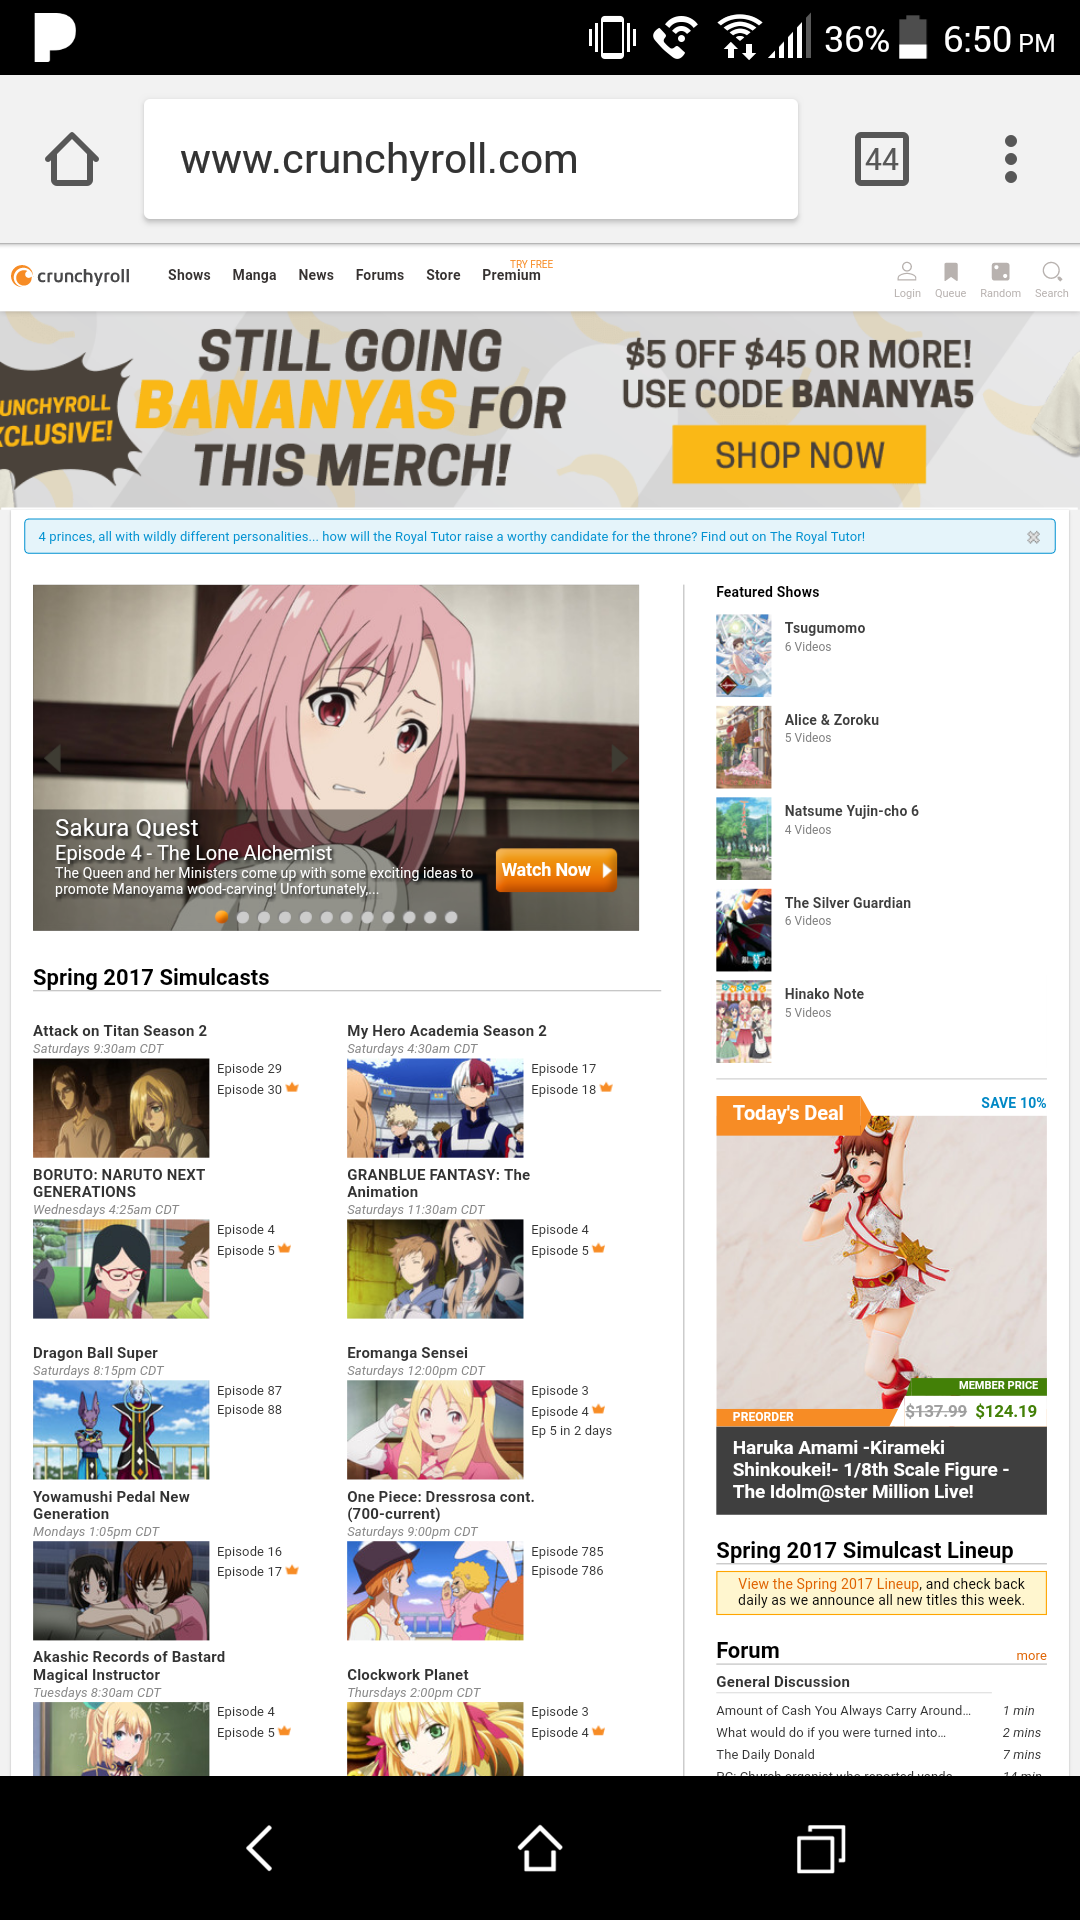 36% 6:50 PM
www.crunchyroll.com
44
crunchyroll
Shows Manga News Forums Store Premium
TRY FREE
Login Queue Random Search
UNCHYROLL
XCLUSIVE!
STILL GOING
BANANYAS FOR
THIS MERCH!
$5 OFF $45 OR MORE!
USE CODE BANANYA5
SHOP NOW
4 princes, all with wildly different personalities... how will the Royal Tutor raise a worthy candidate for the throne? Find out on The Royal Tutor!
Sakura Quest
Episode 4 - The Lone Alchemist
The Queen and her Ministers come up with some exciting ideas to
promote Manoyama wood-carving! Unfortunately,...
Watch Now
Spring 2017 Simulcasts
Attack on Titan Season 2
Saturdays 9:30am CDT
Episode 29
Episode 30
My Hero Academia Season 2
Saturdays 4:30am CDT
Episode 17
Episode 18
BORUTO: NARUTO NEXT
GENERATIONS
Wednesdays 4:25am CDT
Episode 4
Episode 5
GRANBLUE FANTASY: The
Animation
Saturdays 11:30am CDT
Episode 4
Episode 5
Dragon Ball Super
Saturdays 8:15pm CDT
Episode 87
Episode 88
Eromanga Sensei
Saturdays 12:00pm CDT
Episode 3
Episode 4
Ep 5 in 2 days
Yowamushi Pedal New
Generation
Mondays 1:05pm CDT
Episode 16
Episode 17
One Piece: Dressrosa cont.
(700-current)
Saturdays 9:00pm CDT
Episode 785
Episode 786
Akashic Records of Bastard
Magical Instructor
Tuesdays 8:30am CDT
Episode 4
Episode 5
Clockwork Planet
Thursdays 2:00pm CDT
Episode 3
Episode 4
Featured Shows
Tsugumomo
6 Videos
Alice & Zoroku
5 Videos
Natsume Yujin-cho 6
4 Videos
The Silver Guardian
6 Videos
Hinako Note
5 Videos
Today's Deal
SAVE 10%
MEMBER PRICE
PREORDER
$137.99 $124.19
Haruka Amami -Kirameki
Shinkoukei!- 1/8th Scale Figure -
The Idolm@ster Million Live!
Spring 2017 Simulcast Lineup
View the Spring 2017 Lineup, and check back
daily as we announce all new titles this week.
Forum
more
General Discussion
Amount of Cash You Always Carry Around... 1 min
What would do if you were turned into... 2 mins
The Daily Donald 7 mins